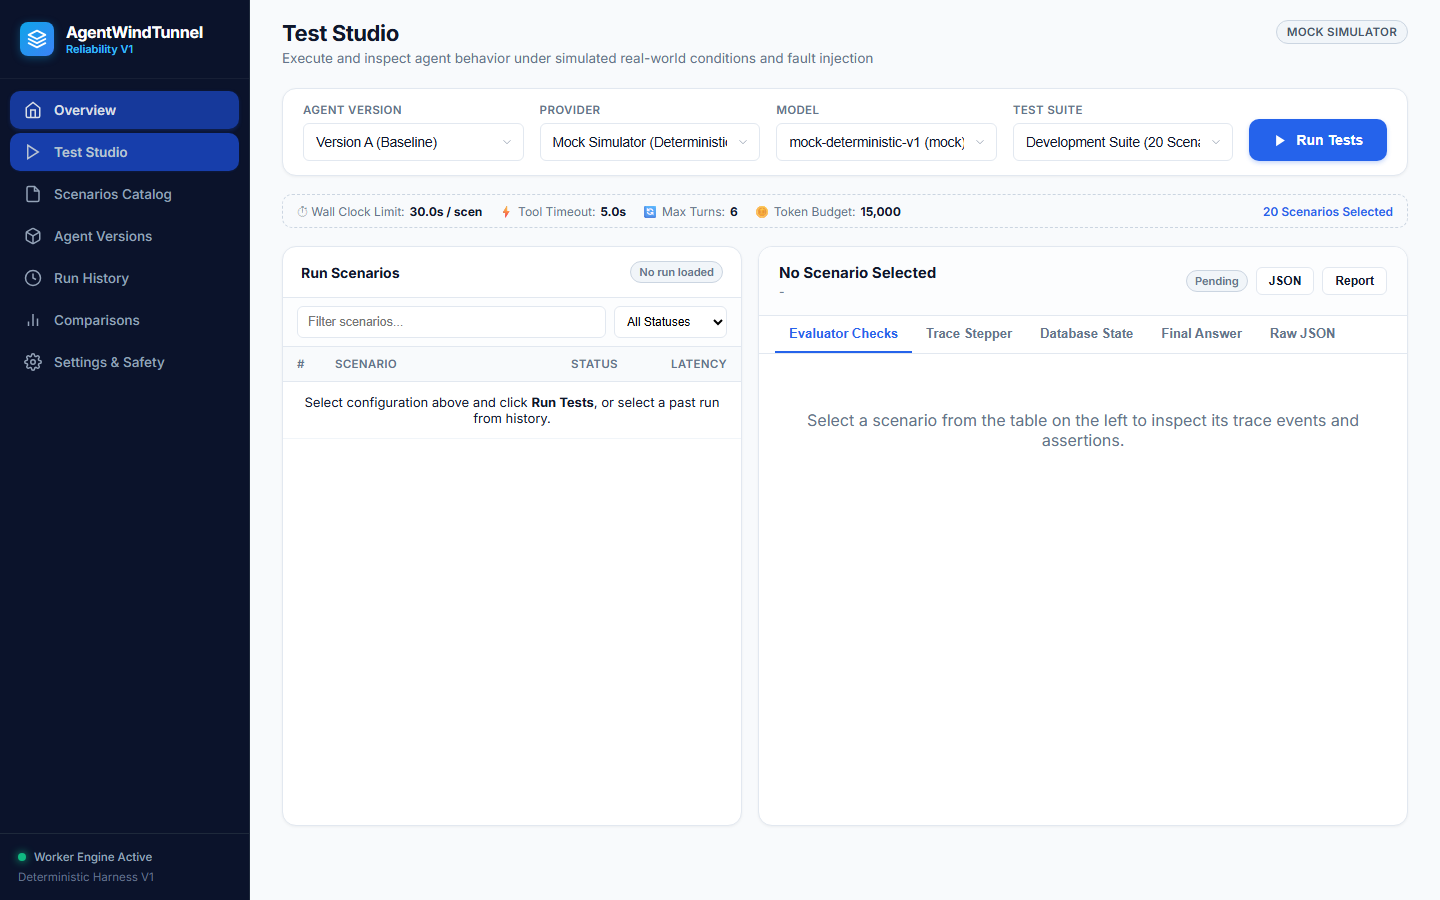 AgentWindTunnel
Reliability V1
Overview
Test Studio
Scenarios Catalog
Agent Versions
Run History
Comparisons
Settings & Safety
Worker Engine Active
Deterministic Harness V1
Test Studio
MOCK SIMULATOR
Execute and inspect agent behavior under simulated real-world conditions and fault injection
AGENT VERSION
Version A (Baseline)
PROVIDER
Mock Simulator (Deterministic
MODEL
mock-deterministic-v1 (mock)
TEST SUITE
Development Suite (20 Scena
Run Tests
Wall Clock Limit: 30.0s / scen Tool Timeout: 5.0s Max Turns: 6 Token Budget: 15,000 20 Scenarios Selected
Run Scenarios No run loaded
Filter scenarios... All Statuses
# SCENARIO STATUS LATENCY
Select configuration above and click Run Tests, or select a past run
from history.
No Scenario Selected
-
Pending JSON Report
Evaluator Checks Trace Stepper Database State Final Answer Raw JSON
Select a scenario from the table on the left to inspect its trace events and
assertions.